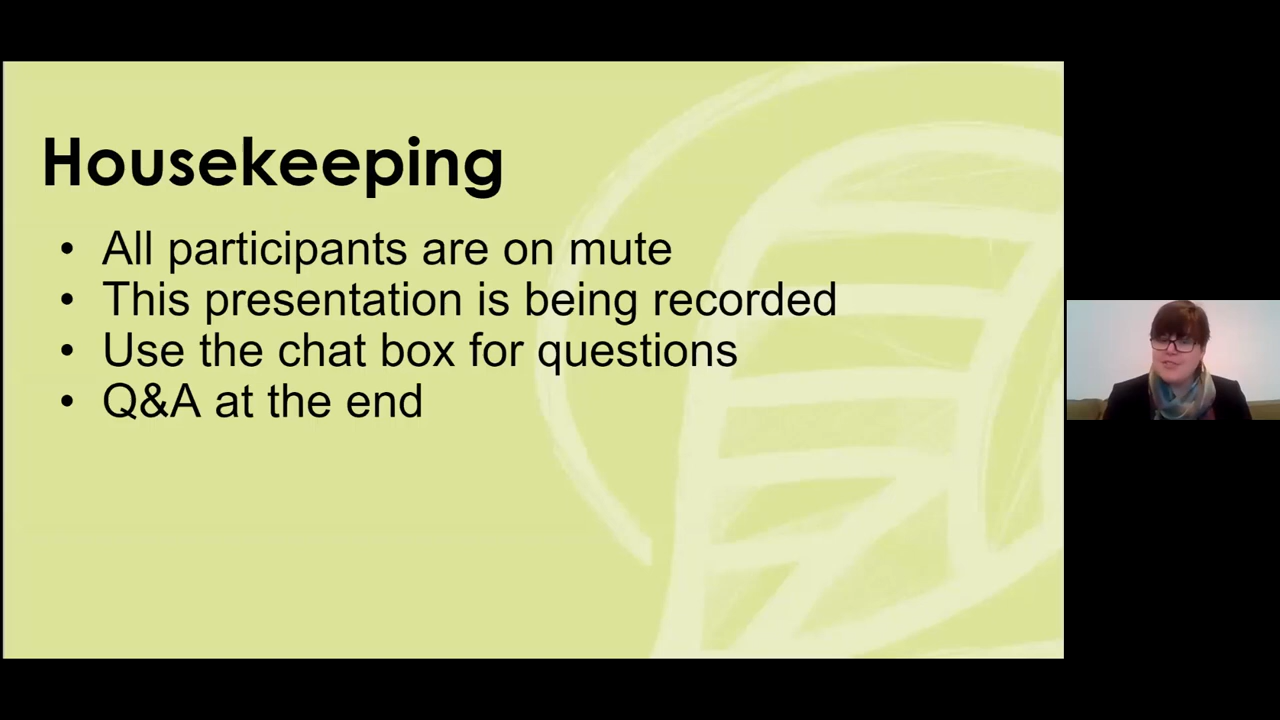 Housekeeping
• All participants are on mute
• This presentation is being recorded
• Use the chat box for questions
• Q&A at the end